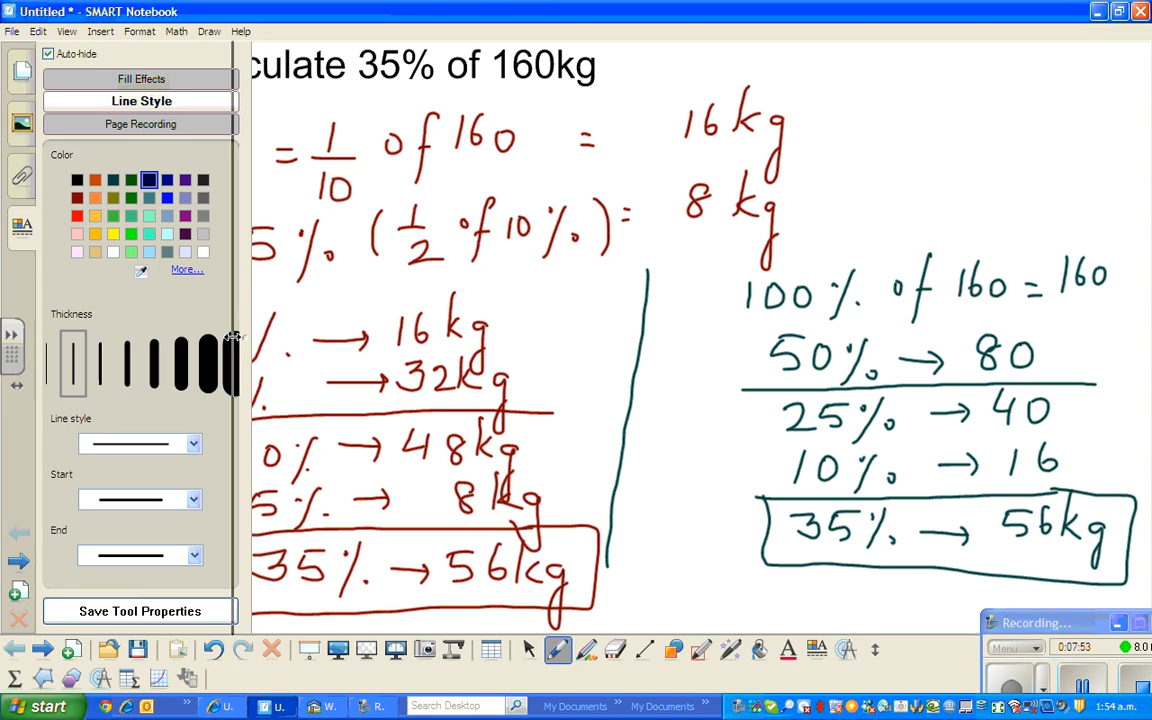 Untitled * - SMART Notebook
File Edit View Insert Format Math Draw Help
Auto-hide
Fill Effects
Line Style
Page Recording
Color
More...
Thickness
Line style
Start
End
Save Tool Properties
culate 35% of 160kg
= 1/10 of 160 = 16kg
5% (1/2 of 10%) = 8kg
%. → 16kg
%. → 32kg
0% → 48kg
5%. → 8kg
35%. → 56kg
100%. of 160 = 160
50% → 80
25% → 40
10% → 16
35% → 56kg
Recording...
Menu
0:07:53
8.0
start
U.
U.
W.
R.
Search Desktop
My Documents
My Documents
1:54 a.m.